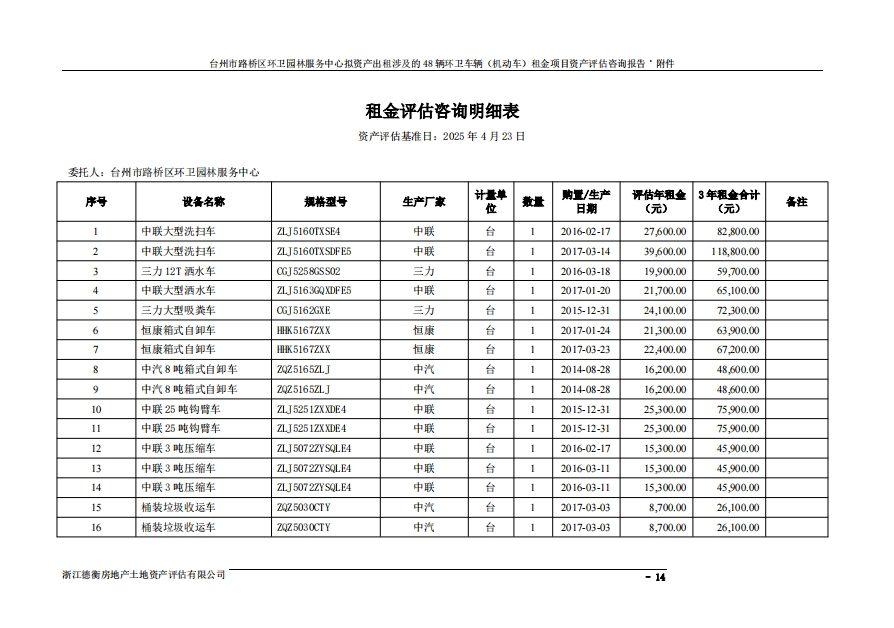 台州市路桥区环卫园林服务中心拟资产出租涉及的 48 辆环卫车辆（机动车）租金项目资产评估咨询报告·附件
租金评估咨询明细表
资产评估基准日：2025 年 4 月 23 日
委托人：台州市路桥区环卫园林服务中心
序号 设备名称 规格型号 生产厂家 计量单位 数量 购置/生产日期 评估年租金（元） 3 年租金合计（元） 备注
1 中联大型洗扫车 ZLJ5160TXSE4 中联 台 1 2016-02-17 27,600.00 82,800.00
2 中联大型洗扫车 ZLJ5160TXSDFE5 中联 台 1 2017-03-14 39,600.00 118,800.00
3 三力 12T 洒水车 CGJ5258GSS02 三力 台 1 2016-03-18 19,900.00 59,700.00
4 中联大型洒水车 ZLJ5163GQXDFE5 中联 台 1 2017-01-20 21,700.00 65,100.00
5 三力大型吸粪车 CGJ5162GXE 三力 台 1 2015-12-31 24,100.00 72,300.00
6 恒康箱式自卸车 HHK5167ZXX 恒康 台 1 2017-01-24 21,300.00 63,900.00
7 恒康箱式自卸车 HHK5167ZXX 恒康 台 1 2017-03-23 22,400.00 67,200.00
8 中汽 8 吨箱式自卸车 ZQZ5165ZLJ 中汽 台 1 2014-08-28 16,200.00 48,600.00
9 中汽 8 吨箱式自卸车 ZQZ5165ZLJ 中汽 台 1 2014-08-28 16,200.00 48,600.00
10 中联 25 吨钩臂车 ZLJ5251ZXXDE4 中联 台 1 2015-12-31 25,300.00 75,900.00
11 中联 25 吨钩臂车 ZLJ5251ZXXDE4 中联 台 1 2015-12-31 25,300.00 75,900.00
12 中联 3 吨压缩车 ZLJ5072ZYSQLE4 中联 台 1 2016-02-17 15,300.00 45,900.00
13 中联 3 吨压缩车 ZLJ5072ZYSQLE4 中联 台 1 2016-03-11 15,300.00 45,900.00
14 中联 3 吨压缩车 ZLJ5072ZYSQLE4 中联 台 1 2016-03-11 15,300.00 45,900.00
15 桶装垃圾收运车 ZQZ5030CTY 中汽 台 1 2017-03-03 8,700.00 26,100.00
16 桶装垃圾收运车 ZQZ5030CTY 中汽 台 1 2017-03-03 8,700.00 26,100.00
浙江德衡房地产土地资产评估有限公司 - 14